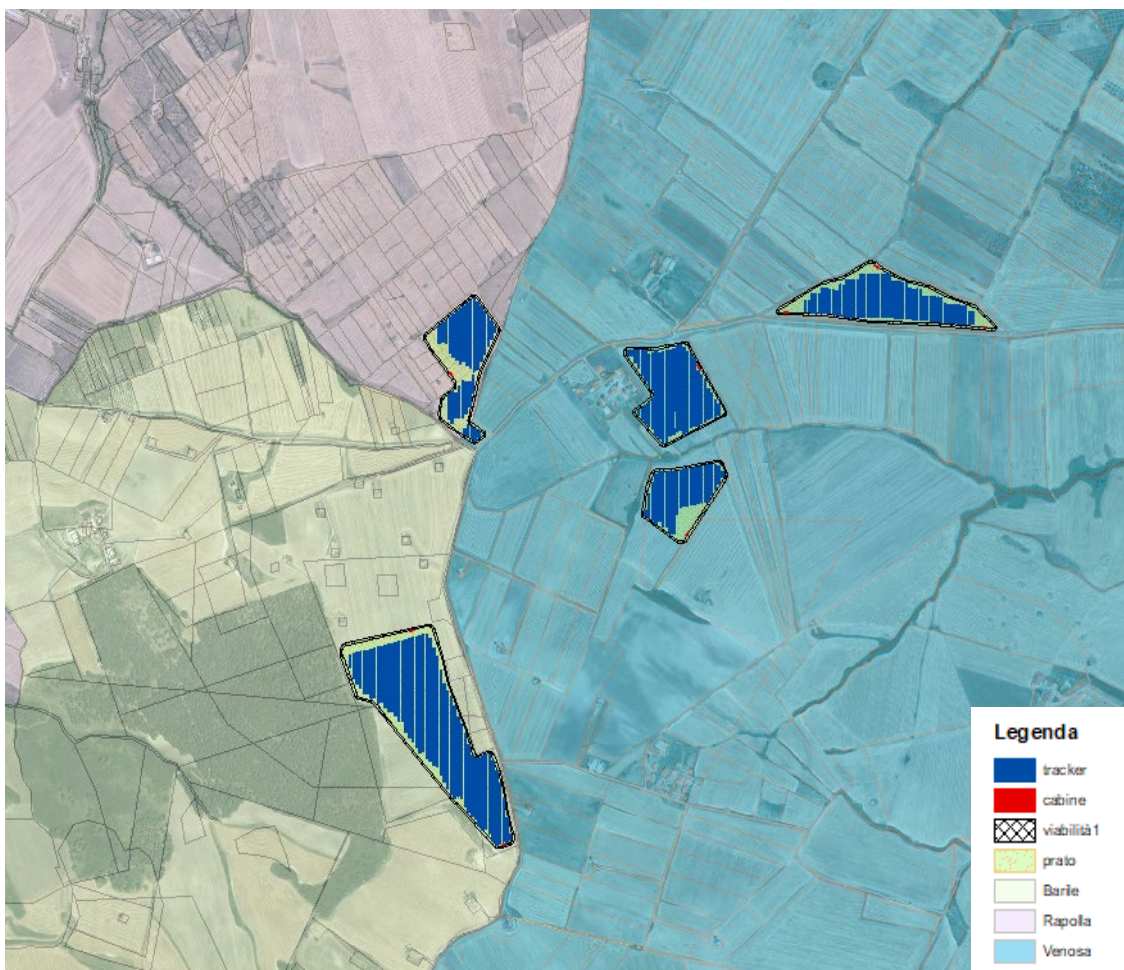 Legenda
tracker
cabine
viabilità1
prato
Barile
Rapolla
Venosa